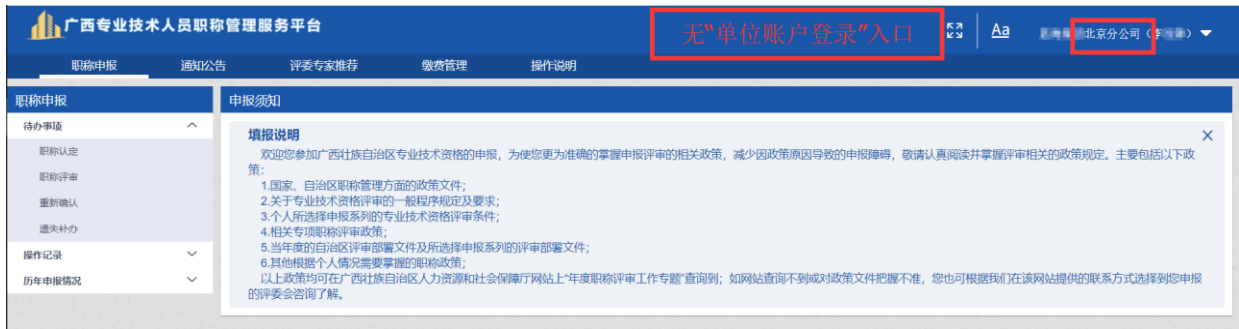 广西专业技术人员职称管理服务平台
无“单位账户登录”入口
Aa
北京分公司（李
）
职称申报 通知公告 评委专家推荐 缴费管理 操作说明
职称申报
待办事项
职称认定
职称评审
重新确认
遗失补办
操作记录
历年申报情况
申报须知
填报说明
欢迎您参加广西壮族自治区专业技术资格的申报，为使您更为准确的掌握申报评审的相关政策，减少因政策原因导致的申报障碍，敬请认真阅读并掌握评审相关的政策规定。主要包括以下政
策：
1.国家、自治区职称管理方面的政策文件；
2.关于专业技术资格评审的一般程序规定及要求；
3.个人所选择申报系列的专业技术资格评审条件；
4.相关专项职称评审政策；
5.当年度的自治区评审部署文件及所选择申报系列的评审部署文件；
6.其他根据个人情况需要掌握的职称政策；
以上政策均可在广西壮族自治区人力资源和社会保障厅网站上“年度职称评审工作专题”查询到；如网站查询不到或对政策文件把握不准，您也可根据我们在该网站提供的联系方式选择到您申报
的评委会咨询了解。